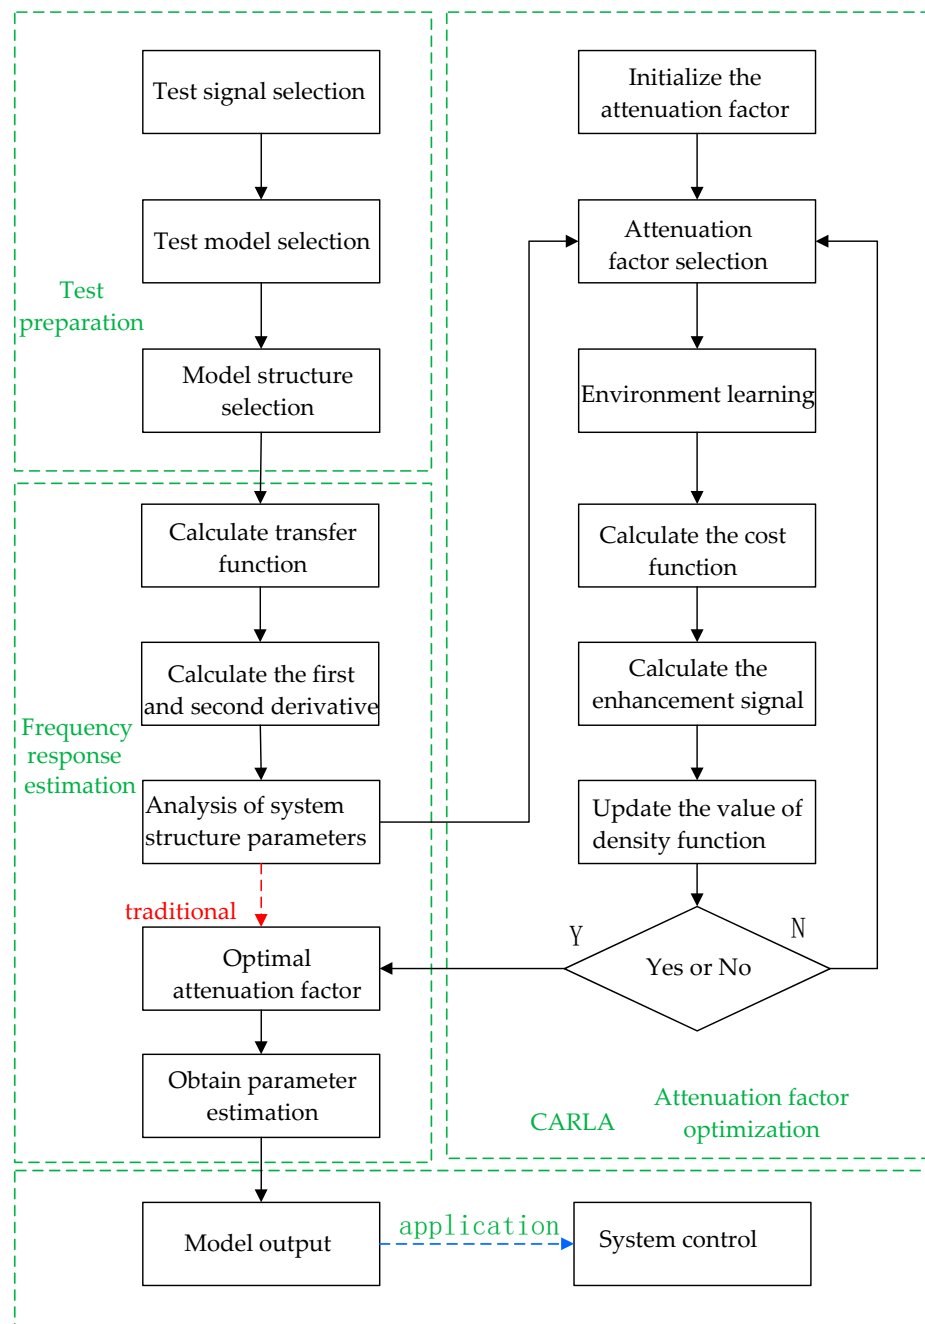 Test signal selection
Test model selection
Test
preparation
Model structure
selection
Calculate transfer
function
Calculate the first
and second derivative
Frequency
response
estimation
Analysis of system
structure parameters
traditional
Optimal
attenuation factor
Obtain parameter
estimation
Initialize the
attenuation factor
Attenuation
factor selection
Environment learning
Calculate the cost
function
Calculate the
enhancement signal
Update the value of
density function
Y
N
Yes or No
CARLA
Attenuation factor
optimization
Model output
application
System control